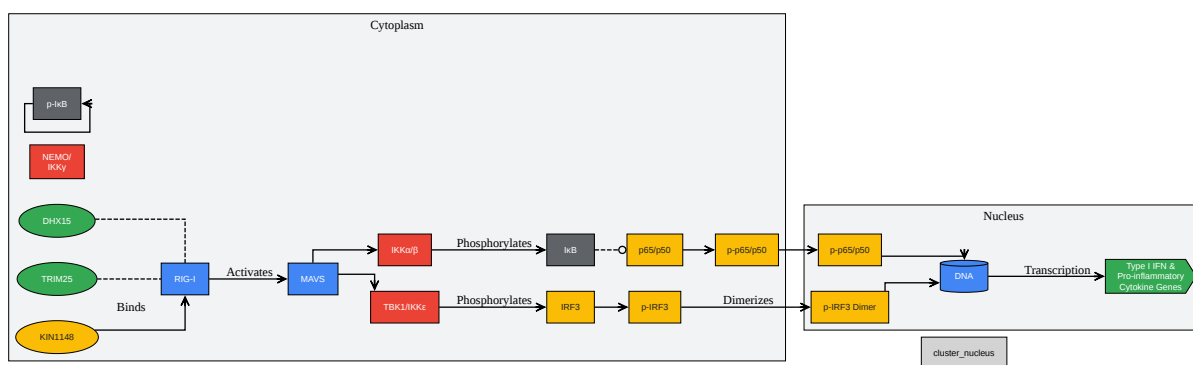 Cytoplasm
p-IκB
NEMO/
IKKγ
DHX15
TRIM25
KIN1148
Binds
RIG-I
Activates
MAVS
IKKα/β
TBK1/IKKε
Phosphorylates
Phosphorylates
IκB
IRF3
p65/p50
p-IRF3
p-p65/p50
Dimerizes
Nucleus
p-p65/p50
p-IRF3 Dimer
DNA
Transcription
Type I IFN &
Pro-inflammatory
Cytokine Genes
cluster_nucleus